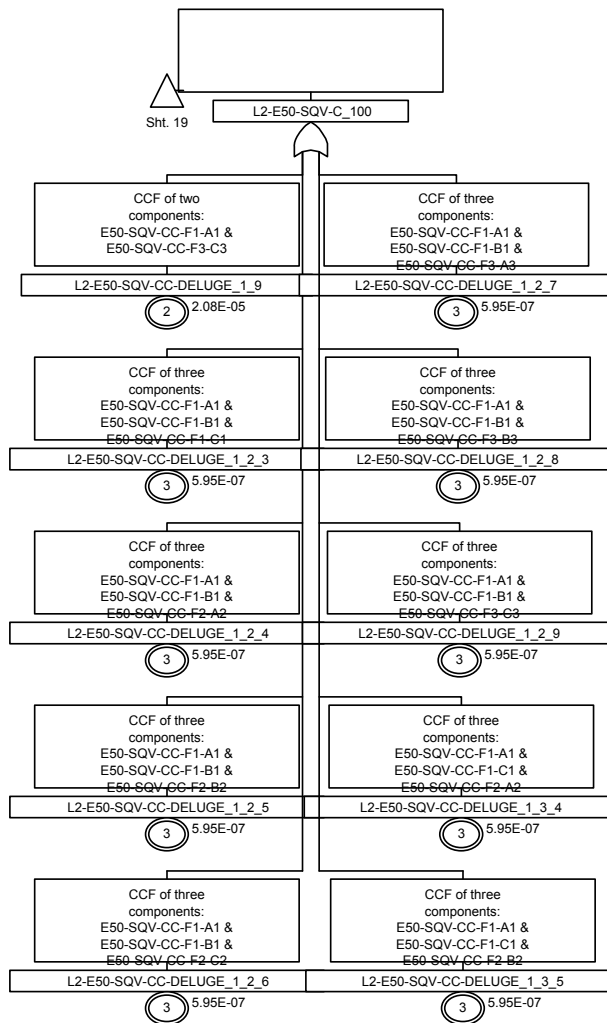 Sht. 19
L2-E50-SQV-C_100
CCF of two
components:
E50-SQV-CC-F1-A1 &
E50-SQV-CC-F3-C3
L2-E50-SQV-CC-DELUGE_1_9
2
2.08E-05
CCF of three
components:
E50-SQV-CC-F1-A1 &
E50-SQV-CC-F1-B1 &
E50-SQV-CC-F3-A3
L2-E50-SQV-CC-DELUGE_1_2_7
3
5.95E-07
CCF of three
components:
E50-SQV-CC-F1-A1 &
E50-SQV-CC-F1-B1 &
E50-SQV-CC-F1-C1
L2-E50-SQV-CC-DELUGE_1_2_3
3
5.95E-07
CCF of three
components:
E50-SQV-CC-F1-A1 &
E50-SQV-CC-F1-B1 &
E50-SQV-CC-F3-B3
L2-E50-SQV-CC-DELUGE_1_2_8
3
5.95E-07
CCF of three
components:
E50-SQV-CC-F1-A1 &
E50-SQV-CC-F1-B1 &
E50-SQV-CC-F2-A2
L2-E50-SQV-CC-DELUGE_1_2_4
3
5.95E-07
CCF of three
components:
E50-SQV-CC-F1-A1 &
E50-SQV-CC-F1-B1 &
E50-SQV-CC-F3-C3
L2-E50-SQV-CC-DELUGE_1_2_9
3
5.95E-07
CCF of three
components:
E50-SQV-CC-F1-A1 &
E50-SQV-CC-F1-B1 &
E50-SQV-CC-F2-B2
L2-E50-SQV-CC-DELUGE_1_2_5
3
5.95E-07
CCF of three
components:
E50-SQV-CC-F1-A1 &
E50-SQV-CC-F1-C1 &
E50-SQV-CC-F2-A2
L2-E50-SQV-CC-DELUGE_1_3_4
3
5.95E-07
CCF of three
components:
E50-SQV-CC-F1-A1 &
E50-SQV-CC-F1-B1 &
E50-SQV-CC-F2-C2
L2-E50-SQV-CC-DELUGE_1_2_6
3
5.95E-07
CCF of three
components:
E50-SQV-CC-F1-A1 &
E50-SQV-CC-F1-C1 &
E50-SQV-CC-F2-B2
L2-E50-SQV-CC-DELUGE_1_3_5
3
5.95E-07